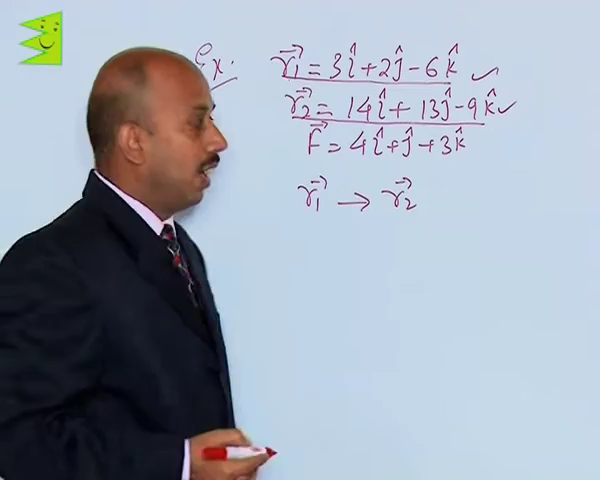 Ex. r⃗₁ = 3î + 2ĵ - 6k̂ ✓
r⃗₂ = 14î + 13ĵ - 9k̂ ✓
F⃗ = 4î + ĵ + 3k̂
r⃗₁ → r⃗₂